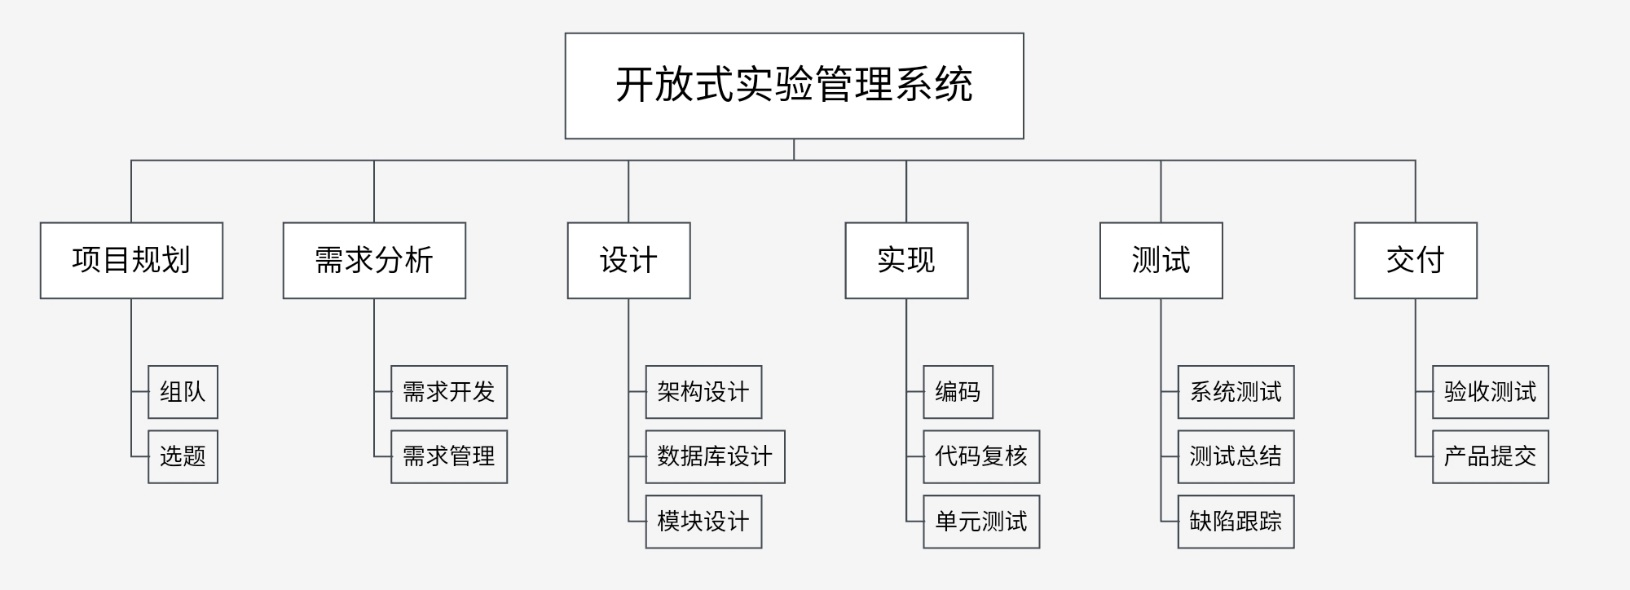 开放式实验管理系统
项目规划
需求分析
设计
实现
测试
交付
组队
选题
需求开发
需求管理
架构设计
数据库设计
模块设计
编码
代码复核
单元测试
系统测试
测试总结
缺陷跟踪
验收测试
产品提交